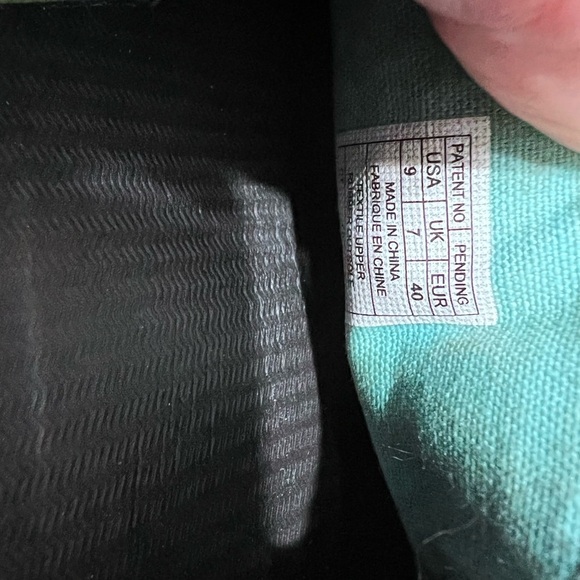 PATENT NO PENDING
USA UK EUR
9 7 40
MADE IN CHINA
FABRIQUE EN CHINE
TEXTILE UPPER